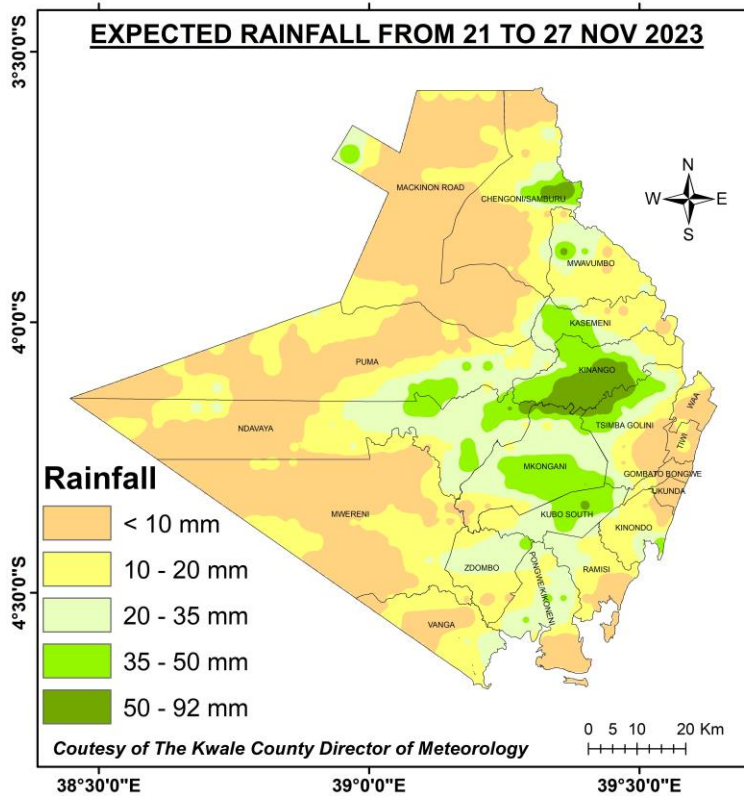 EXPECTED RAINFALL FROM 21 TO 27 NOV 2023
3°30'0"S
4°0'0"S
4°30'0"S
N
W
E
S
MACKINON ROAD
CHENGONI/SAMBURU
MWAVUMBO
KASEMENI
PUMA
KINANGO
WAA
NDAVAYA
TSIMBA GOLINI
TIWI
MKONGANI
GOMBATO BONGWE
UKUNDA
MWERENI
KUBO SOUTH
KINONDO
ZDOMBO
PONGWE/KIKONENI
RAMISI
VANGA
Rainfall
< 10 mm
10 - 20 mm
20 - 35 mm
35 - 50 mm
50 - 92 mm
Coutesy of The Kwale County Director of Meteorology
0 5 10 20 Km
38°30'0"E
39°0'0"E
39°30'0"E